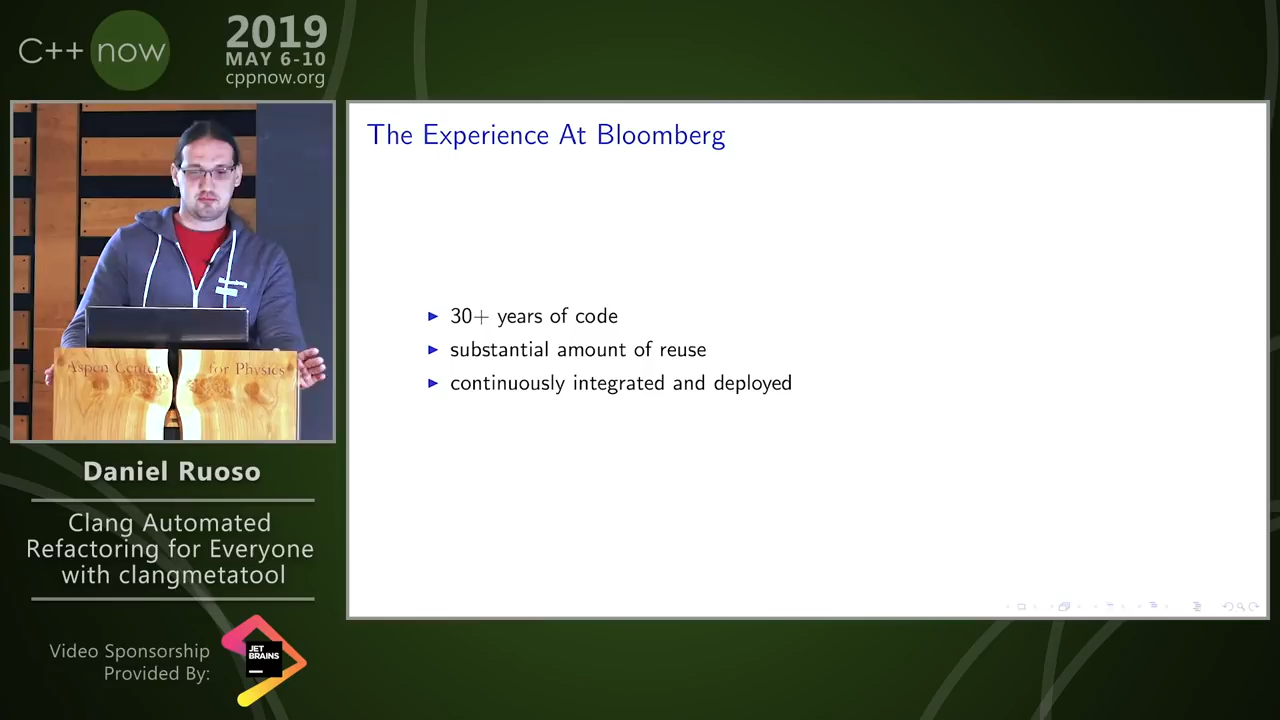 C++ now
2019
MAY 6-10
cppnow.org
The Experience At Bloomberg
30+ years of code
substantial amount of reuse
continuously integrated and deployed
Aspen Center for Physics
Daniel Ruoso
Clang Automated
Refactoring for Everyone
with clangmetatool
Video Sponsorship
Provided By:
JET
BRAINS